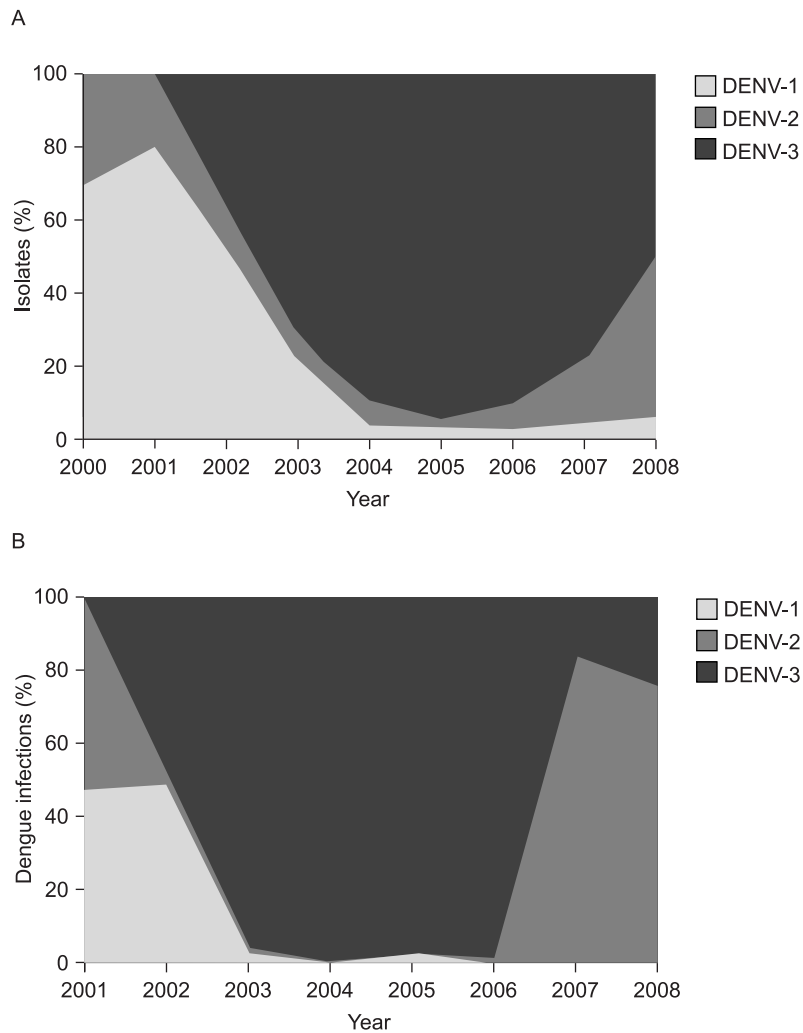 A
100
80
60
40
20
0
Isolates (%)
2000 2001 2002 2003 2004 2005 2006 2007 2008
Year
DENV-1
DENV-2
DENV-3
B
100
80
60
40
20
0
Dengue infections (%)
2001 2002 2003 2004 2005 2006 2007 2008
Year
DENV-1
DENV-2
DENV-3